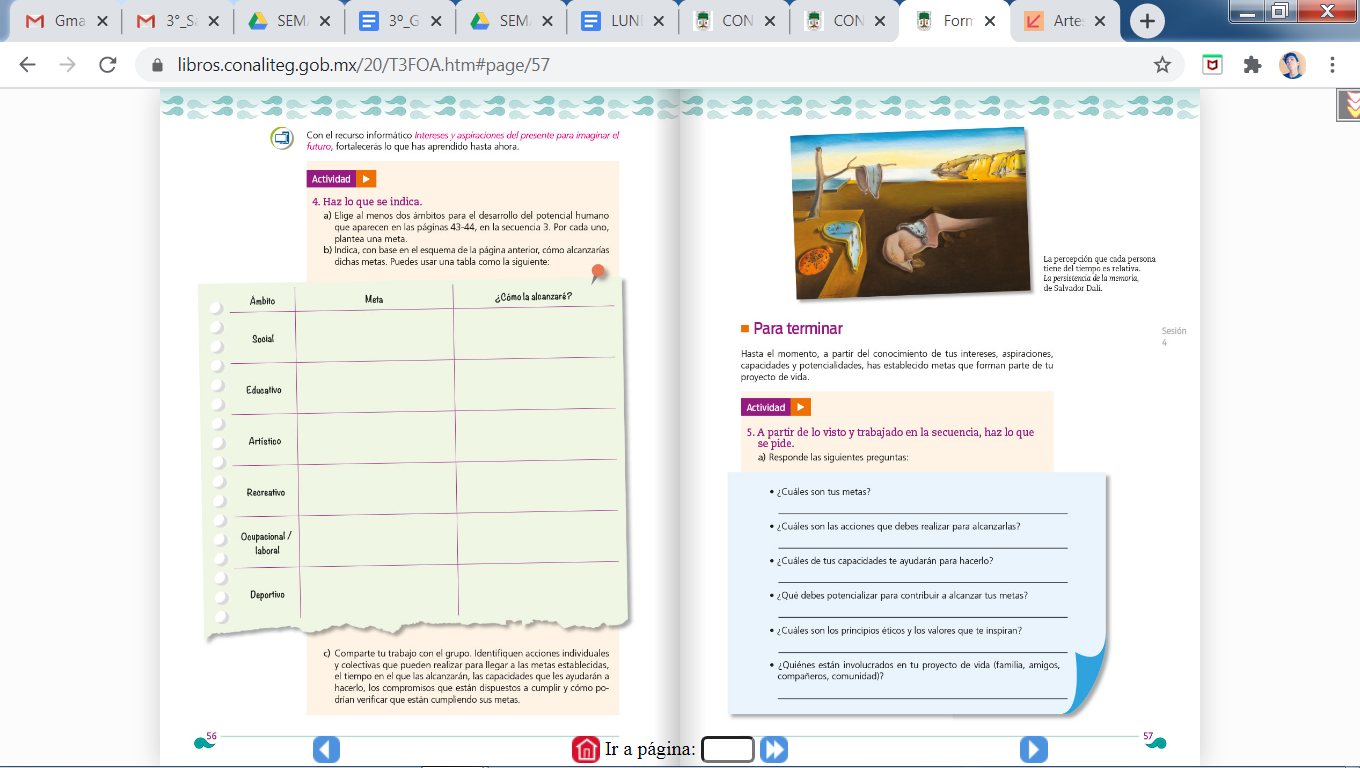 Gma
3°_Sa
SEMA
3º_G
SEMA
LUNI
CON
CON
Form
Arte
libros.conaliteg.gob.mx/20/T3FOA.htm#page/57
Con el recurso informático Intereses y aspiraciones del presente para imaginar el
futuro, fortalecerás lo que has aprendido hasta ahora.
Actividad
4. Haz lo que se indica.
a) Elige al menos dos ámbitos para el desarrollo del potencial humano
que aparecen en las páginas 43-44, en la secuencia 3. Por cada uno,
plantea una meta.
b) Indica, con base en el esquema de la página anterior, cómo alcanzarías
dichas metas. Puedes usar una tabla como la siguiente:
Ámbito Meta ¿Cómo la alcanzaré?
Social
Educativo
Artístico
Recreativo
Ocupacional /
laboral
Deportivo
c) Comparte tu trabajo con el grupo. Identifiquen acciones individuales
y colectivas que pueden realizar para llegar a las metas establecidas,
el tiempo en el que las alcanzarán, las capacidades que les ayudarán a
hacerlo, los compromisos que están dispuestos a cumplir y cómo po-
drían verificar que están cumpliendo sus metas.
56
La percepción que cada persona
tiene del tiempo es relativa.
La persistencia de la memoria,
de Salvador Dalí.
Para terminar
Sesión
4
Hasta el momento, a partir del conocimiento de tus intereses, aspiraciones,
capacidades y potencialidades, has establecido metas que forman parte de tu
proyecto de vida.
Actividad
5. A partir de lo visto y trabajado en la secuencia, haz lo que
se pide.
a) Responde las siguientes preguntas:
• ¿Cuáles son tus metas?
• ¿Cuáles son las acciones que debes realizar para alcanzarlas?
• ¿Cuáles de tus capacidades te ayudarán para hacerlo?
• ¿Qué debes potencializar para contribuir a alcanzar tus metas?
• ¿Cuáles son los principios éticos y los valores que te inspiran?
• ¿Quiénes están involucrados en tu proyecto de vida (familia, amigos,
compañeros, comunidad)?
57
Ir a página: